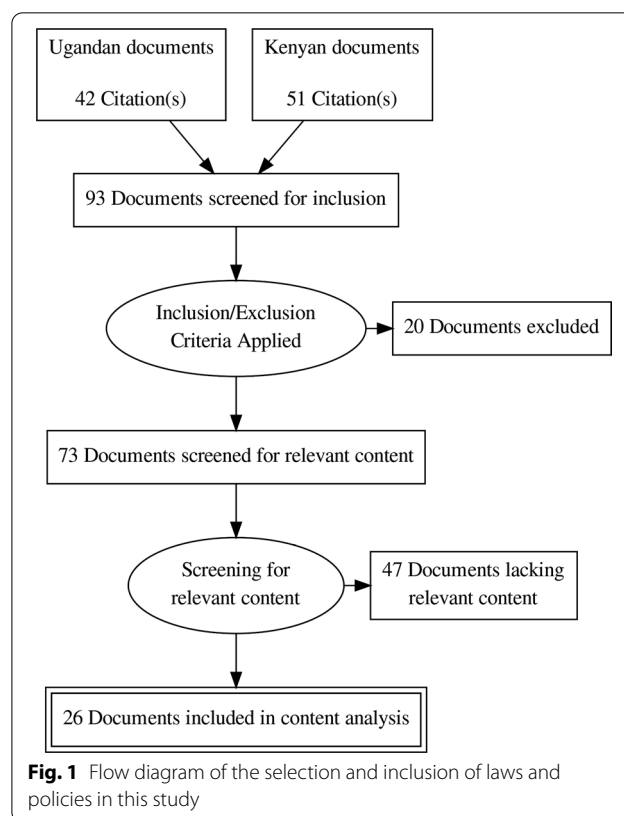 Ugandan documents
42 Citation(s)
Kenyan documents
51 Citation(s)
93 Documents screened for inclusion
Inclusion/Exclusion
Criteria Applied
20 Documents excluded
73 Documents screened for relevant content
Screening for
relevant content
47 Documents lacking
relevant content
26 Documents included in content analysis
Fig. 1 Flow diagram of the selection and inclusion of laws and
policies in this study